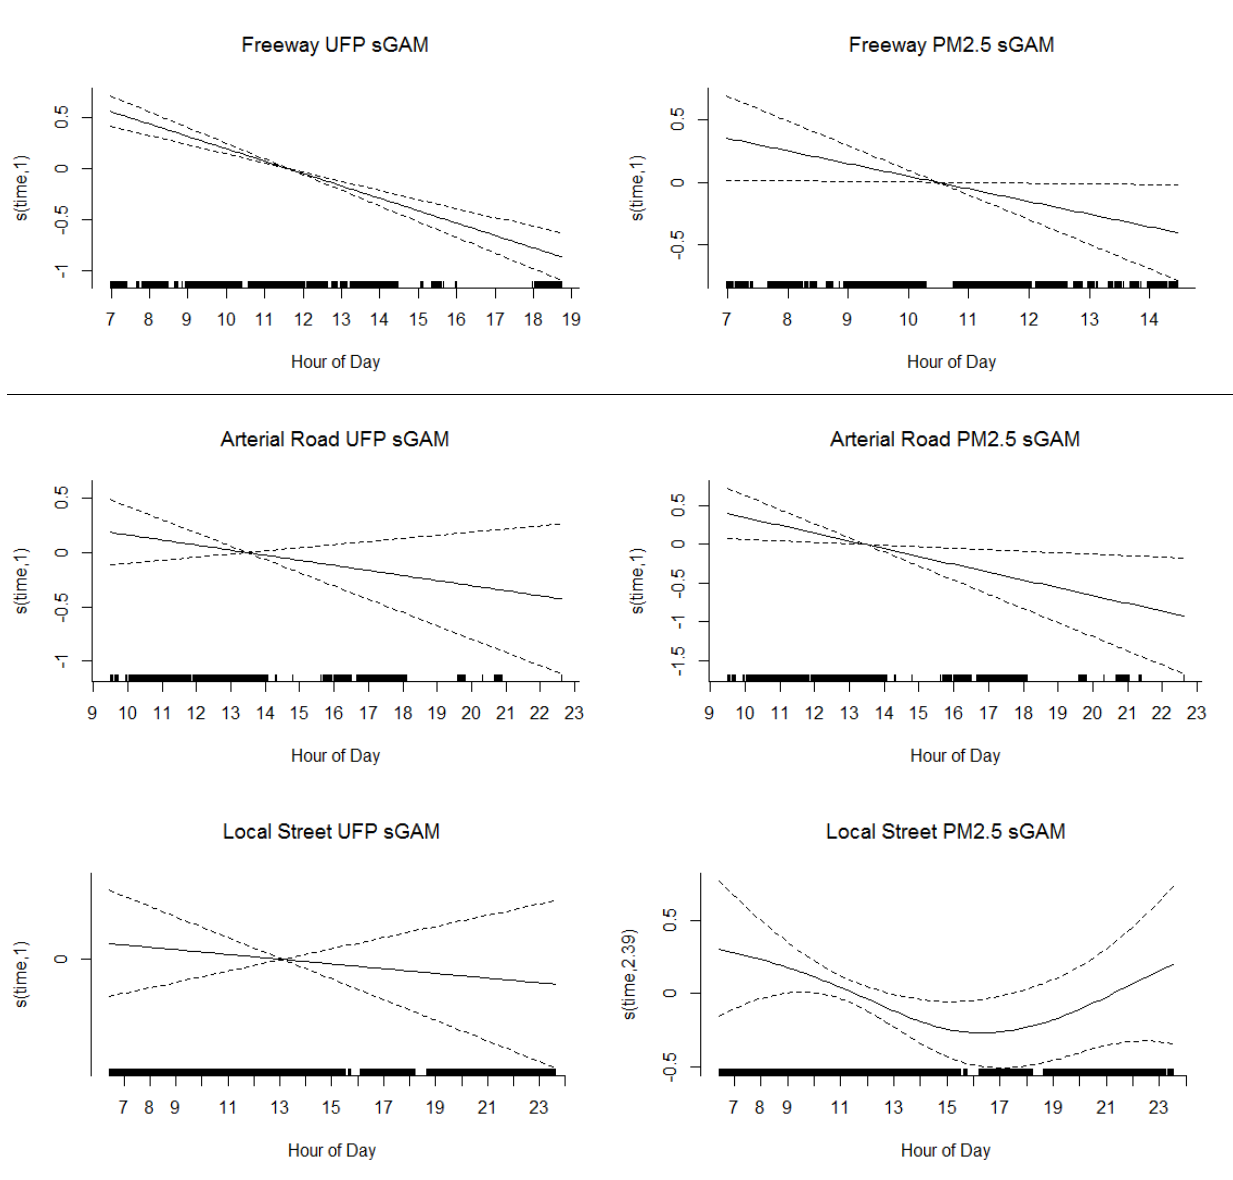 Freeway UFP sGAM
s(time,1)
0.5
0
-0.5
-1
7 8 9 10 11 12 13 14 15 16 17 18 19
Hour of Day
Freeway PM2.5 sGAM
s(time,1)
0.5
0
-0.5
7 8 9 10 11 12 13 14
Hour of Day
Arterial Road UFP sGAM
s(time,1)
0.5
0
-0.5
-1
9 10 11 12 13 14 15 16 17 18 19 20 21 22 23
Hour of Day
Arterial Road PM2.5 sGAM
s(time,1)
0.5
0
-0.5
-1
-1.5
9 10 11 12 13 14 15 16 17 18 19 20 21 22 23
Hour of Day
Local Street UFP sGAM
s(time,1)
0
7 8 9 11 13 15 17 19 21 23
Hour of Day
Local Street PM2.5 sGAM
s(time,2.39)
0.5
0
-0.5
7 8 9 11 13 15 17 19 21 23
Hour of Day